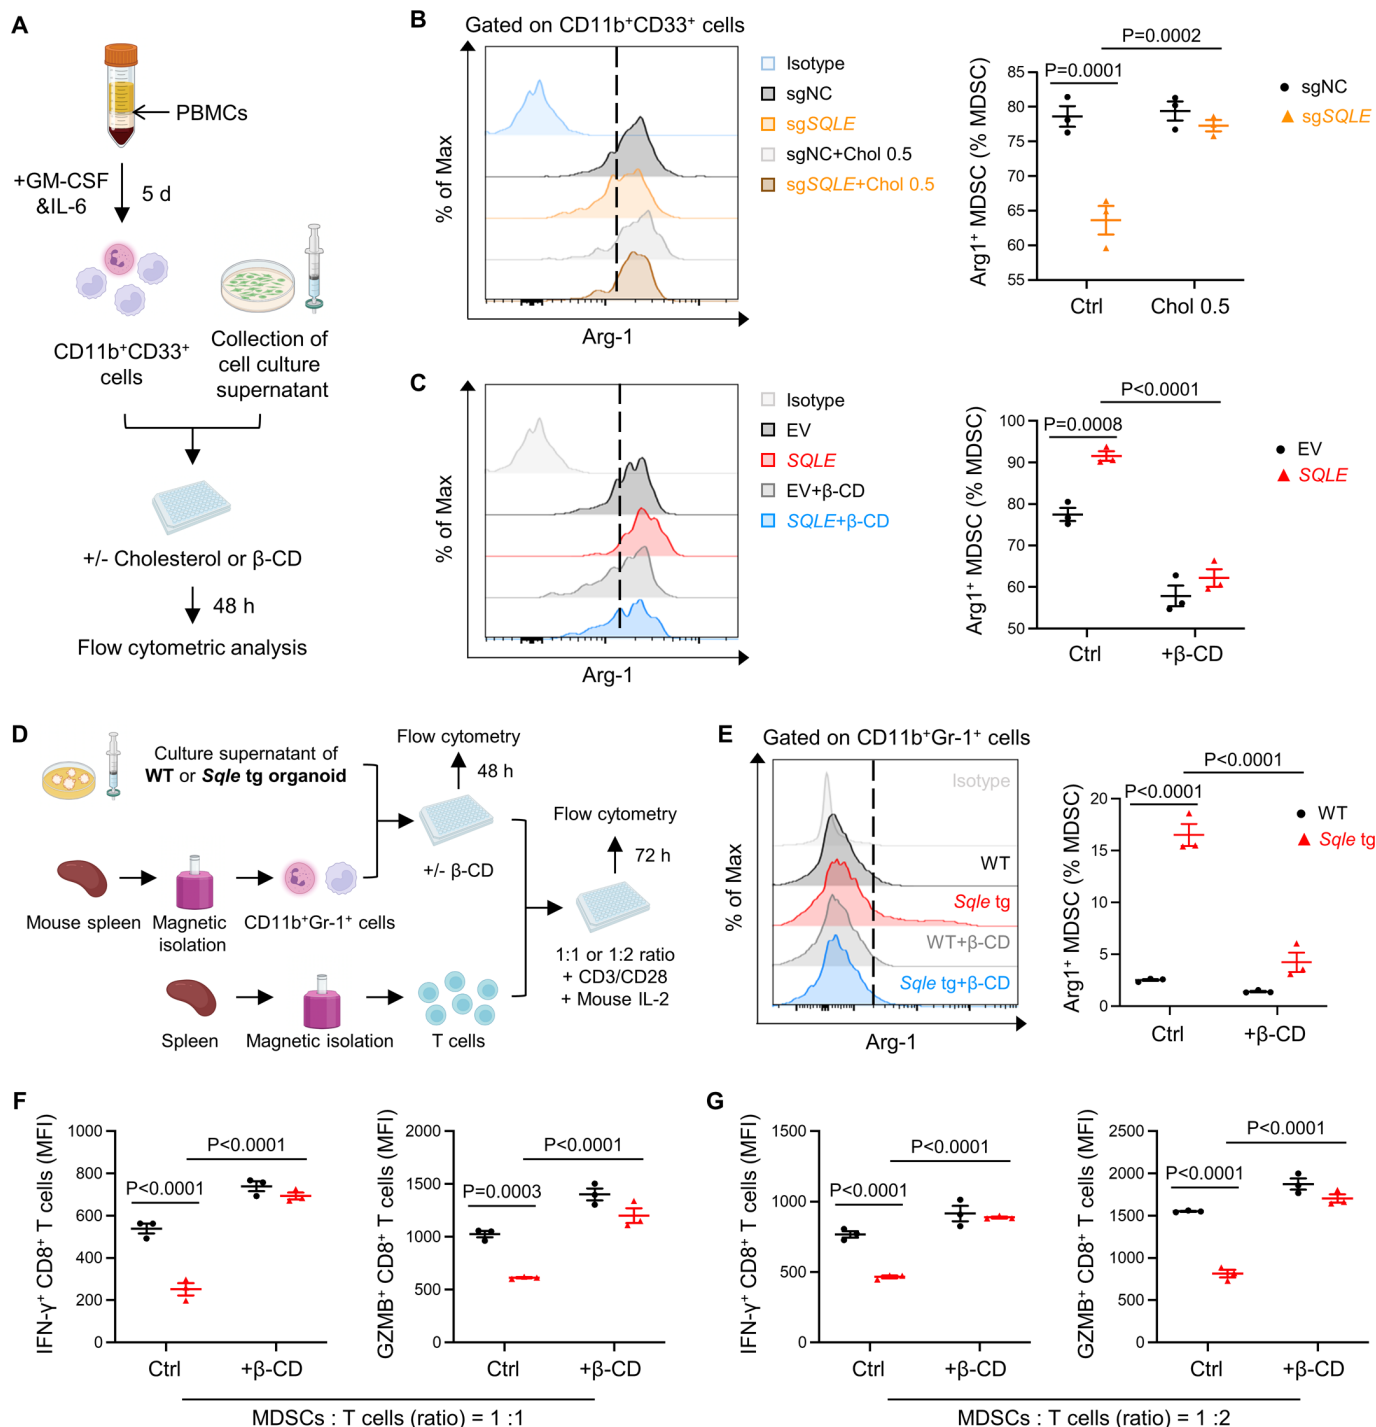 A
PBMCs
+GM-CSF
&IL-6
5 d
CD11b⁺CD33⁺
cells
Collection of
cell culture
supernatant
+/- Cholesterol or β-CD
48 h
Flow cytometric analysis
B
Gated on CD11b⁺CD33⁺ cells
% of Max
Arg-1
Isotype
sgNC
sgSQLE
sgNC+Chol 0.5
sgSQLE+Chol 0.5
P=0.0002
P=0.0001
Arg1⁺ MDSC (% MDSC)
85
80
75
70
65
60
55
Ctrl
Chol 0.5
sgNC
sgSQLE
C
% of Max
Arg-1
Isotype
EV
SQLE
EV+β-CD
SQLE+β-CD
P<0.0001
P=0.0008
Arg1⁺ MDSC (% MDSC)
100
90
80
70
60
50
Ctrl
+β-CD
EV
SQLE
D
Culture supernatant of
WT or Sqle tg organoid
Flow cytometry
48 h
+/- β-CD
Mouse spleen
Magnetic
isolation
CD11b⁺Gr-1⁺ cells
Flow cytometry
72 h
1:1 or 1:2 ratio
+ CD3/CD28
+ Mouse IL-2
Spleen
Magnetic isolation
T cells
E
Gated on CD11b⁺Gr-1⁺ cells
% of Max
Isotype
WT
Sqle tg
WT+β-CD
Sqle tg+β-CD
Arg-1
P<0.0001
P<0.0001
Arg1⁺ MDSC (% MDSC)
20
15
10
5
0
Ctrl
+β-CD
WT
Sqle tg
F
IFN-γ⁺ CD8⁺ T cells (MFI)
1000
800
600
400
200
0
P<0.0001
P<0.0001
Ctrl
+β-CD
GZMB⁺ CD8⁺ T cells (MFI)
2000
1500
1000
500
0
P<0.0001
P=0.0003
Ctrl
+β-CD
MDSCs : T cells (ratio) = 1 :1
G
IFN-γ⁺ CD8⁺ T cells (MFI)
1500
1000
500
0
P<0.0001
P<0.0001
Ctrl
+β-CD
GZMB⁺ CD8⁺ T cells (MFI)
2500
2000
1500
1000
500
0
P<0.0001
P<0.0001
Ctrl
+β-CD
MDSCs : T cells (ratio) = 1 :2